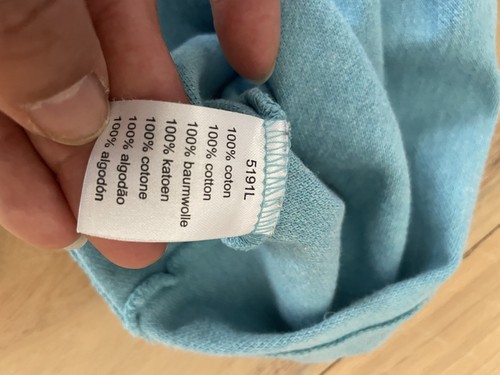 5191L
100% coton
100% cotton
100% baumwolle
100% katoen
100% cotone
100% algodão
100% algodón